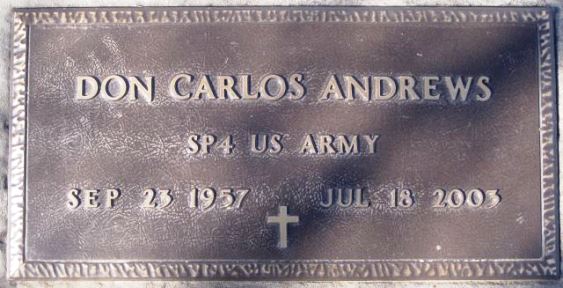 DON CARLOS ANDREWS
SP4 US ARMY
SEP 23 1957 JUL 18 2003